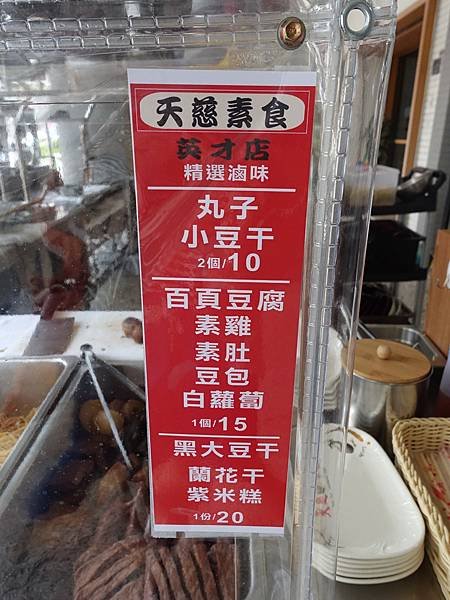 天慈素食
英才店
精選滷味
丸子
小豆干
2個/10
百頁豆腐
素雞
素肚
豆包
白蘿蔔
1個/15
黑大豆干
蘭花干
紫米糕
1份/20